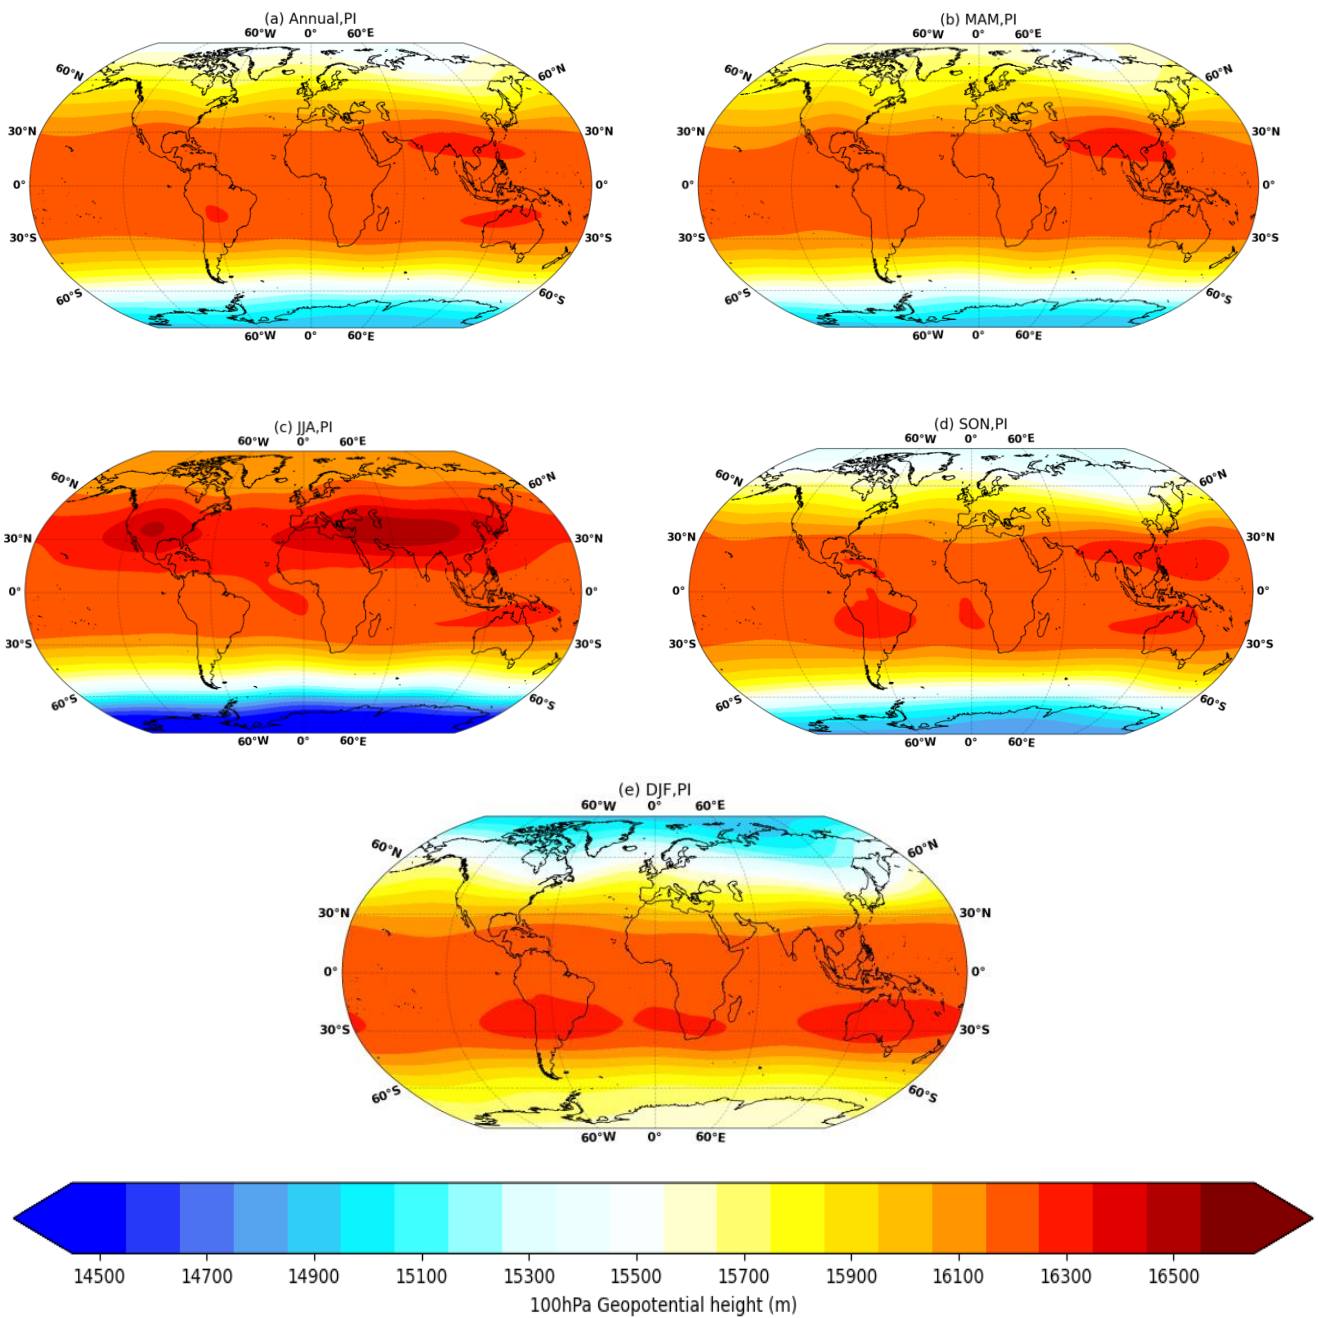 (a) Annual,PI
60°W 0° 60°E
60°N 60°N
30°N 30°N
0° 0°
30°S 30°S
60°S 60°S
60°W 0° 60°E
(b) MAM,PI
60°W 0° 60°E
60°N 60°N
30°N 30°N
0° 0°
30°S 30°S
60°S 60°S
60°W 0° 60°E
(c) JJA,PI
60°W 0° 60°E
60°N 60°N
30°N 30°N
0° 0°
30°S 30°S
60°S 60°S
60°W 0° 60°E
(d) SON,PI
60°W 0° 60°E
60°N 60°N
30°N 30°N
0° 0°
30°S 30°S
60°S 60°S
60°W 0° 60°E
(e) DJF,PI
60°W 0° 60°E
60°N 60°N
30°N 30°N
0° 0°
30°S 30°S
60°S 60°S
60°W 0° 60°E
14500 14700 14900 15100 15300 15500 15700 15900 16100 16300 16500
100hPa Geopotential height (m)